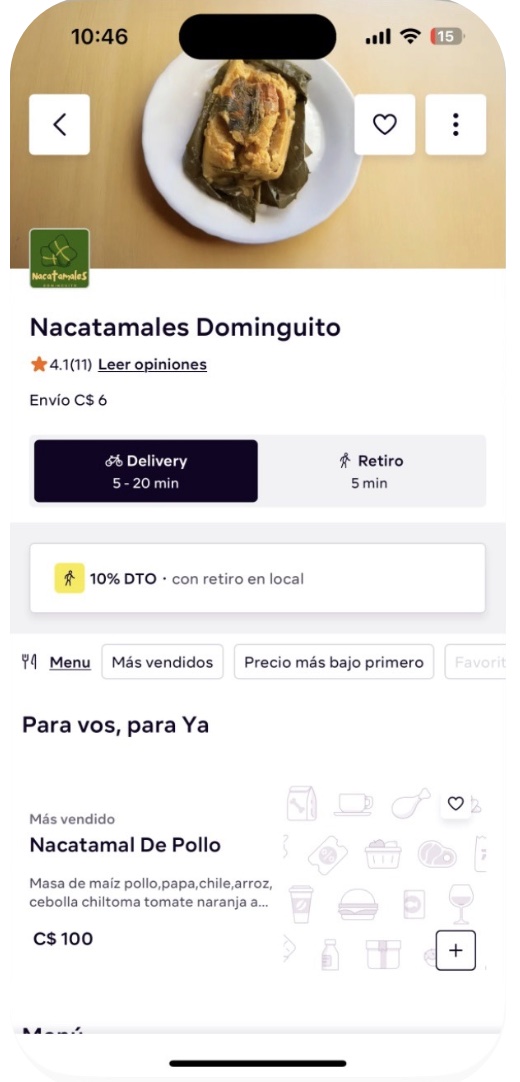 10:46
15
Nacatamales
Nacatamales Dominguito
4.1(11) Leer opiniones
Envío C$ 6
Delivery
5 - 20 min
Retiro
5 min
10% DTO · con retiro en local
Menu
Más vendidos
Precio más bajo primero
Favorit
Para vos, para Ya
Más vendido
Nacatamal De Pollo
Masa de maíz pollo,papa,chile,arroz,
cebolla chiltoma tomate naranja a...
C$ 100
Menú